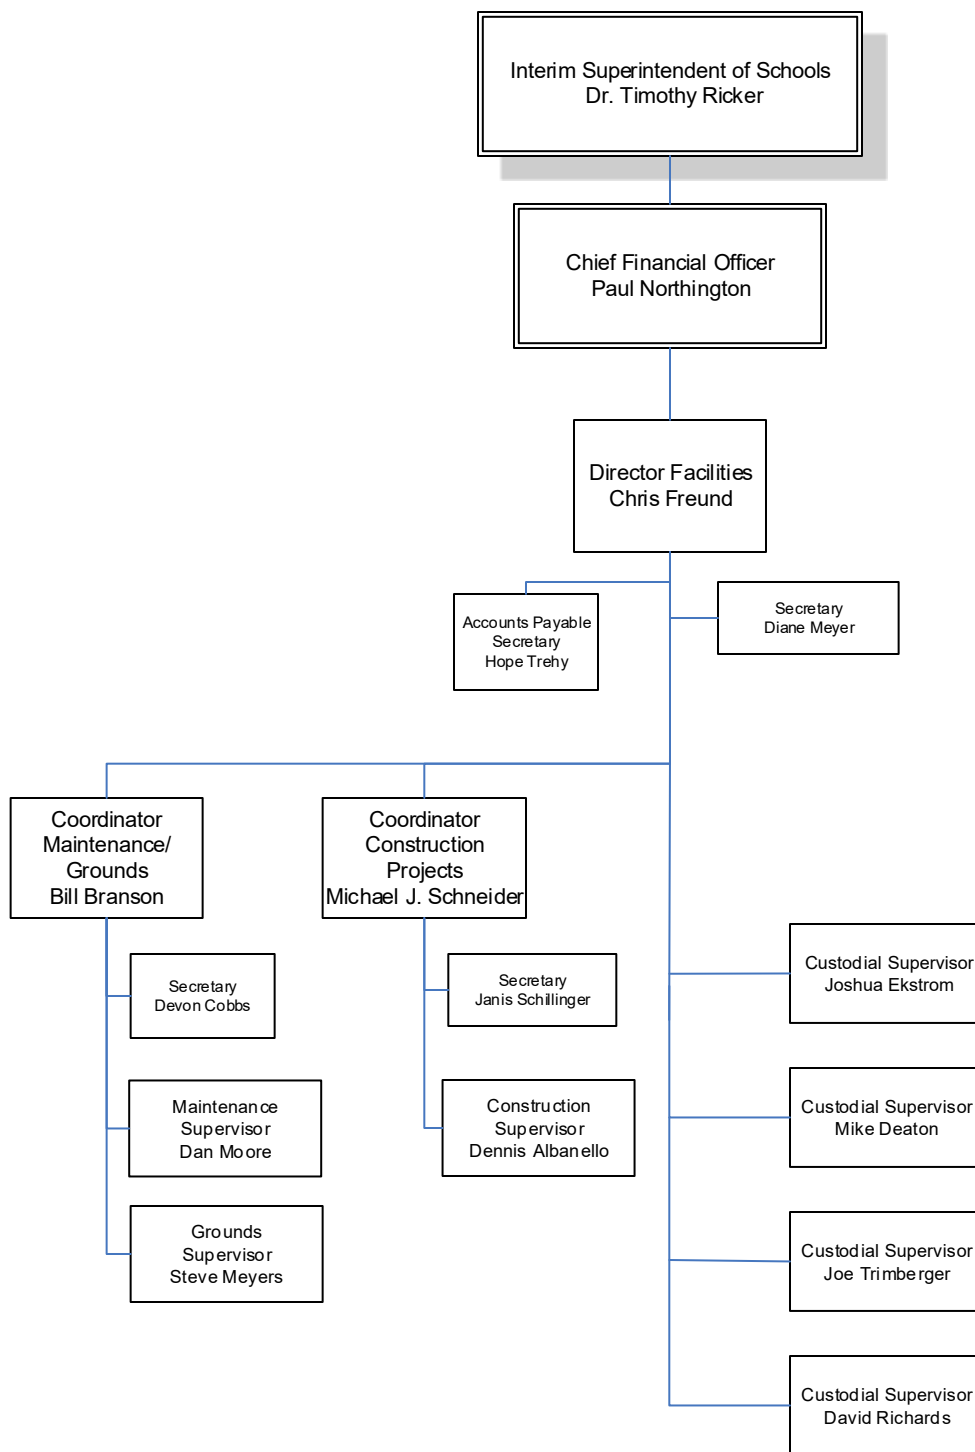 Interim Superintendent of Schools
Dr. Timothy Ricker
Chief Financial Officer
Paul Northington
Director Facilities
Chris Freund
Accounts Payable
Secretary
Hope Trehy
Secretary
Diane Meyer
Coordinator
Maintenance/
Grounds
Bill Branson
Coordinator
Construction
Projects
Michael J. Schneider
Secretary
Devon Cobbs
Maintenance
Supervisor
Dan Moore
Grounds
Supervisor
Steve Meyers
Secretary
Janis Schillinger
Construction
Supervisor
Dennis Albanello
Custodial Supervisor
Joshua Ekstrom
Custodial Supervisor
Mike Deaton
Custodial Supervisor
Joe Trimberger
Custodial Supervisor
David Richards